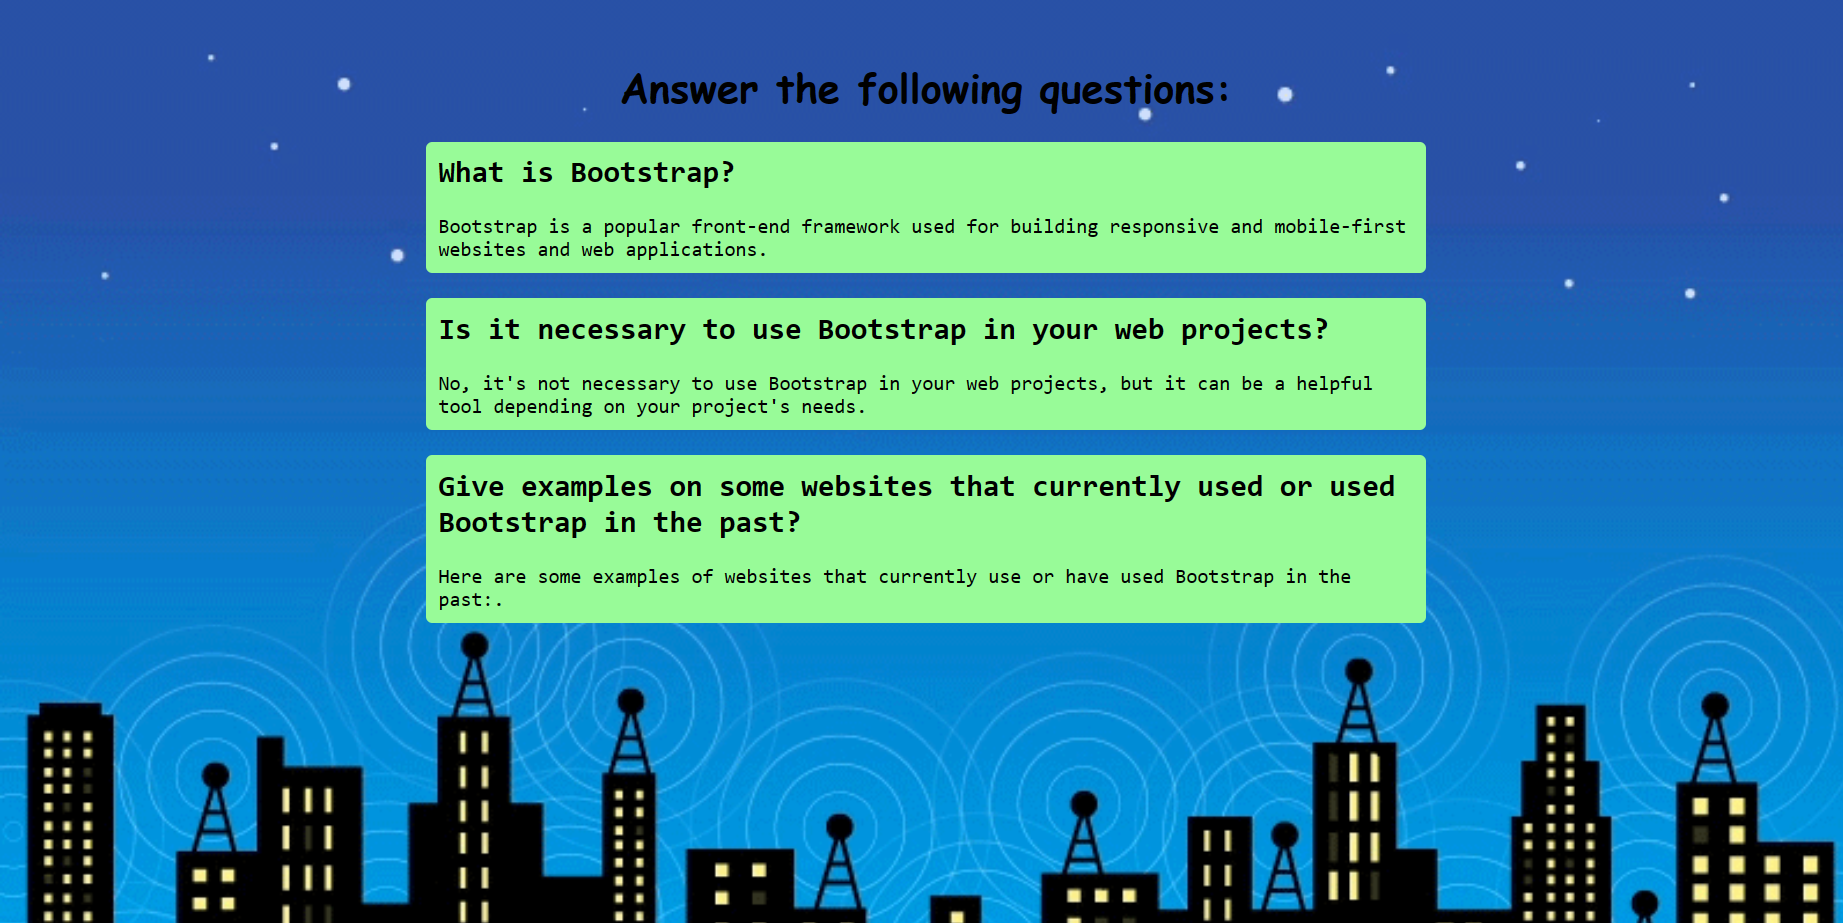 Answer the following questions:
What is Bootstrap?
Bootstrap is a popular front-end framework used for building responsive and mobile-first
websites and web applications.
Is it necessary to use Bootstrap in your web projects?
No, it's not necessary to use Bootstrap in your web projects, but it can be a helpful
tool depending on your project's needs.
Give examples on some websites that currently used or used
Bootstrap in the past?
Here are some examples of websites that currently use or have used Bootstrap in the
past:.